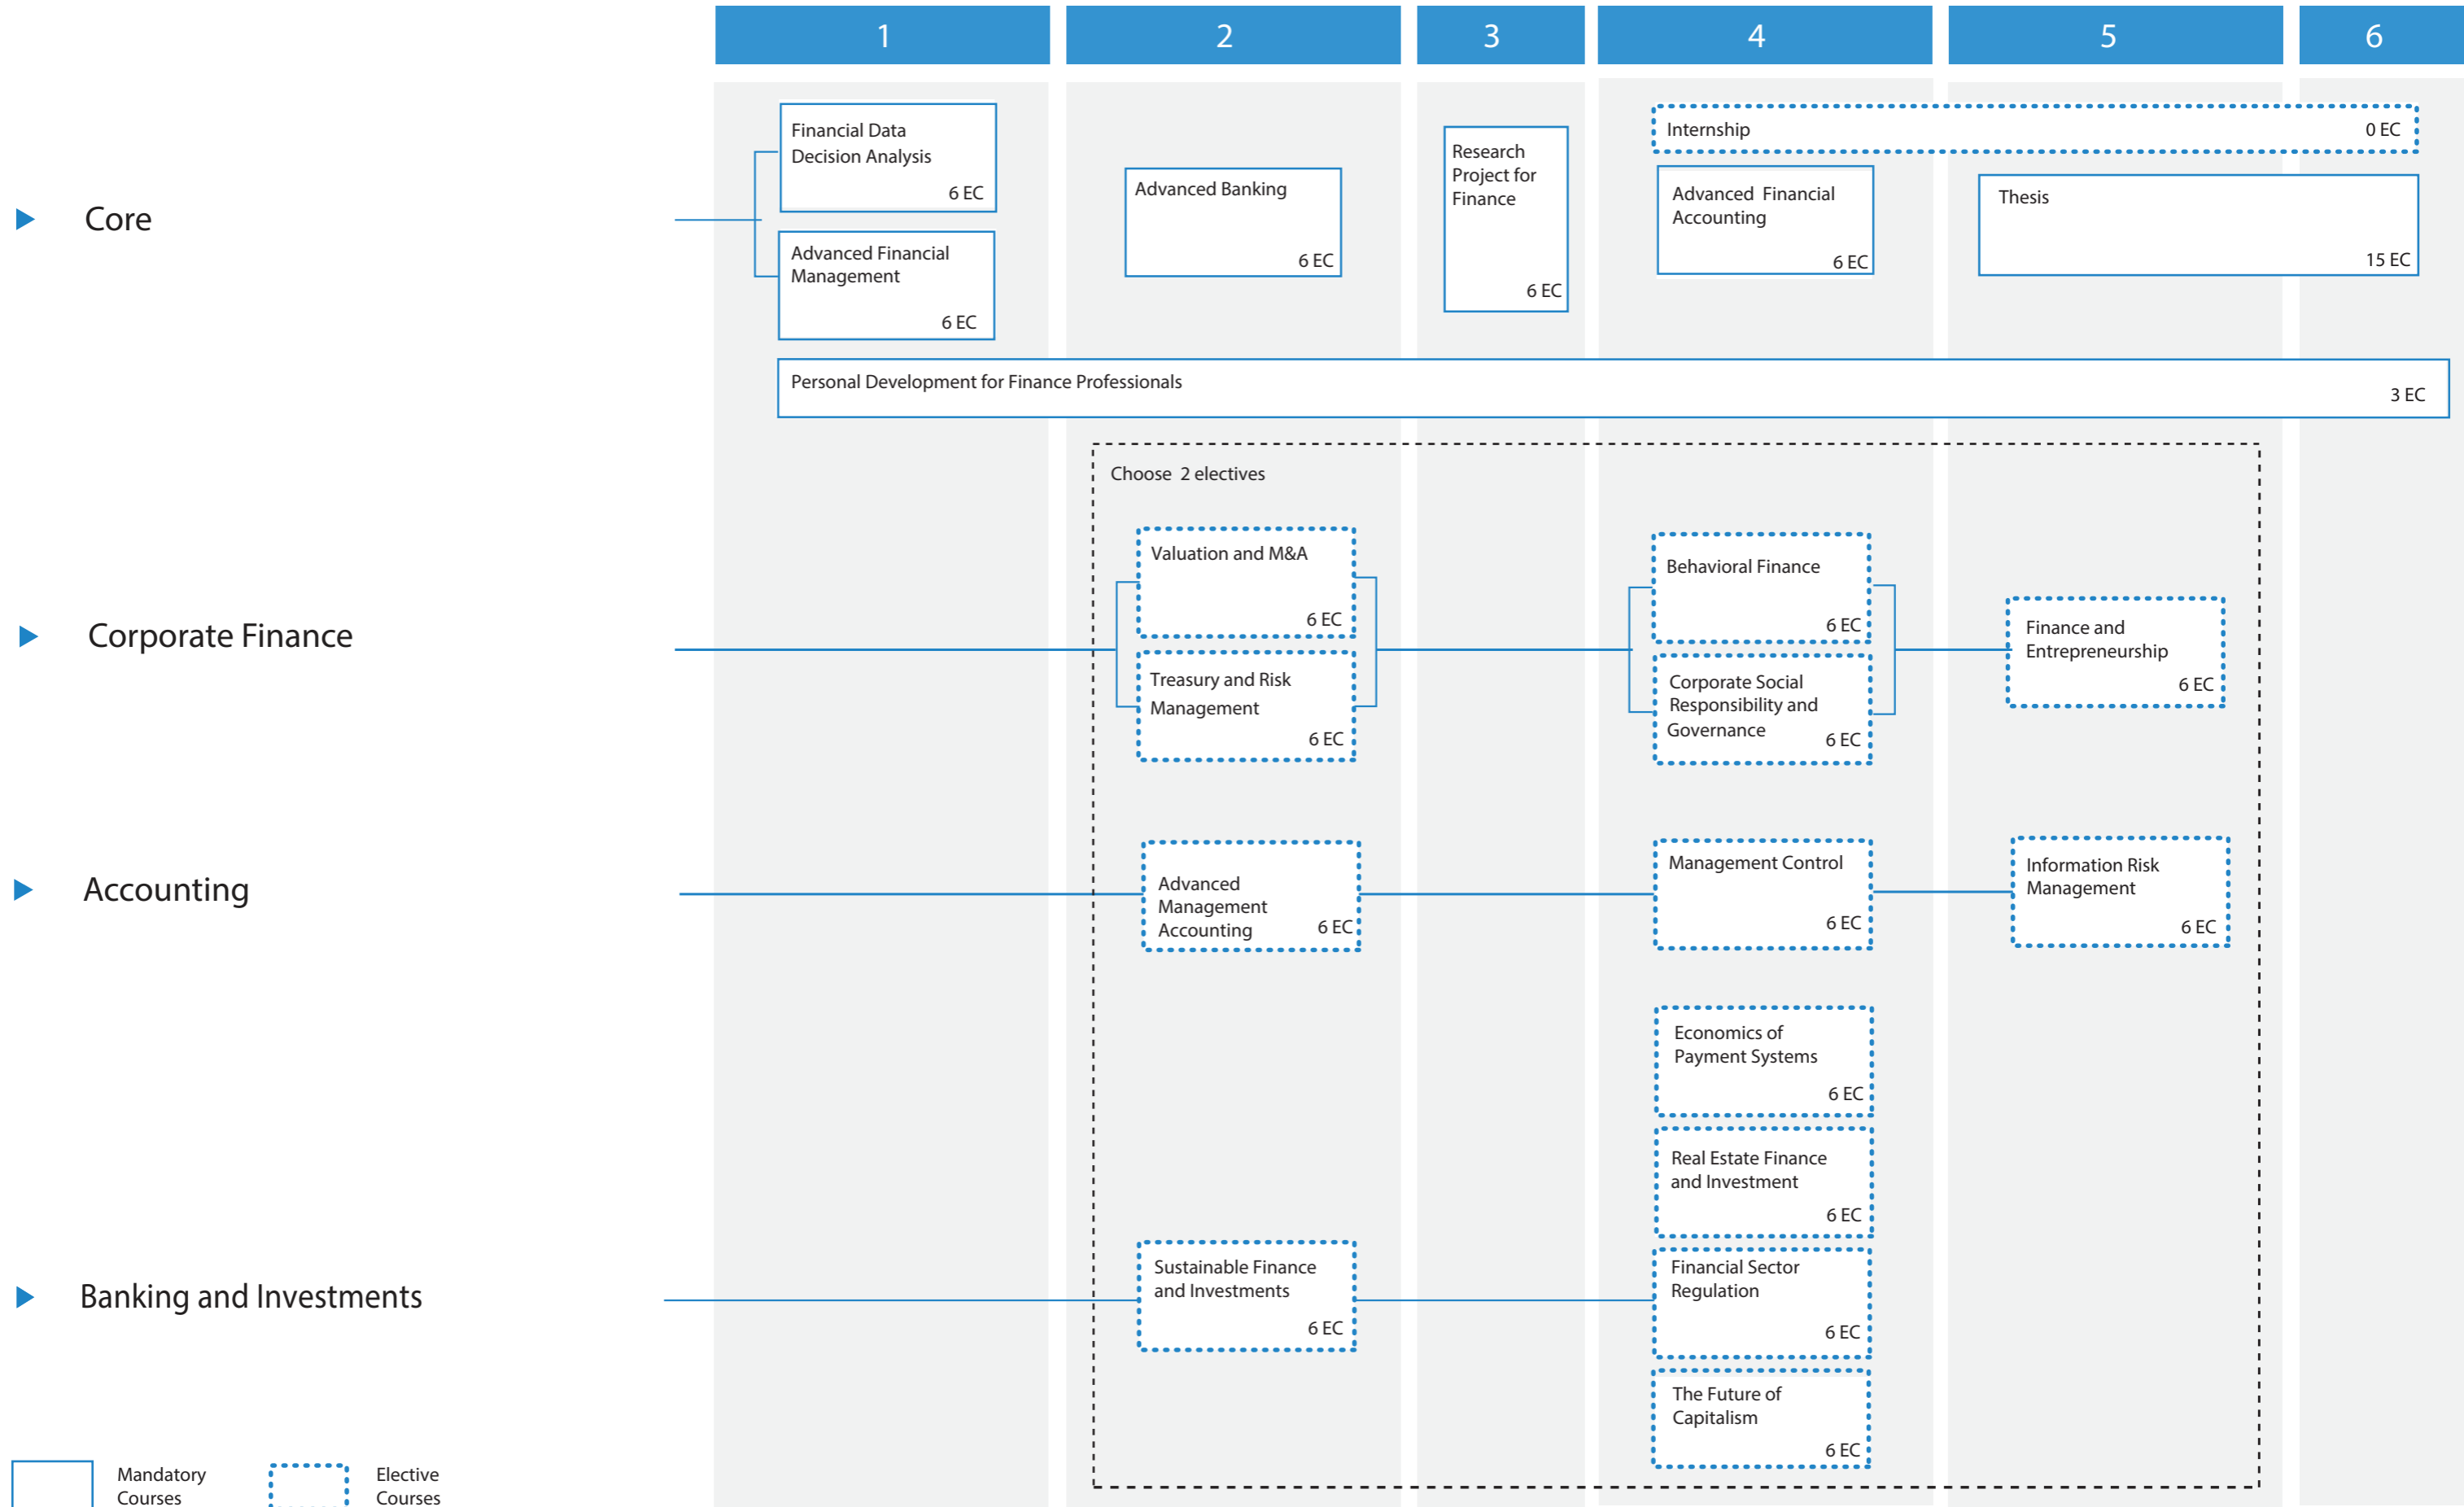 1
2
3
4
5
6
Core
Financial Data
Decision Analysis
6 EC
Advanced Financial
Management
6 EC
Advanced Banking
6 EC
Research
Project for
Finance
6 EC
Internship
0 EC
Advanced Financial
Accounting
6 EC
Thesis
15 EC
Personal Development for Finance Professionals
3 EC
Choose 2 electives
Corporate Finance
Valuation and M&A
6 EC
Treasury and Risk
Management
6 EC
Behavioral Finance
6 EC
Corporate Social
Responsibility and
Governance
6 EC
Finance and
Entrepreneurship
6 EC
Accounting
Advanced
Management
Accounting
6 EC
Management Control
6 EC
Information Risk
Management
6 EC
Banking and Investments
Sustainable Finance
and Investments
6 EC
Economics of
Payment Systems
6 EC
Real Estate Finance
and Investment
6 EC
Financial Sector
Regulation
6 EC
The Future of
Capitalism
6 EC
Mandatory
Courses
Elective
Courses